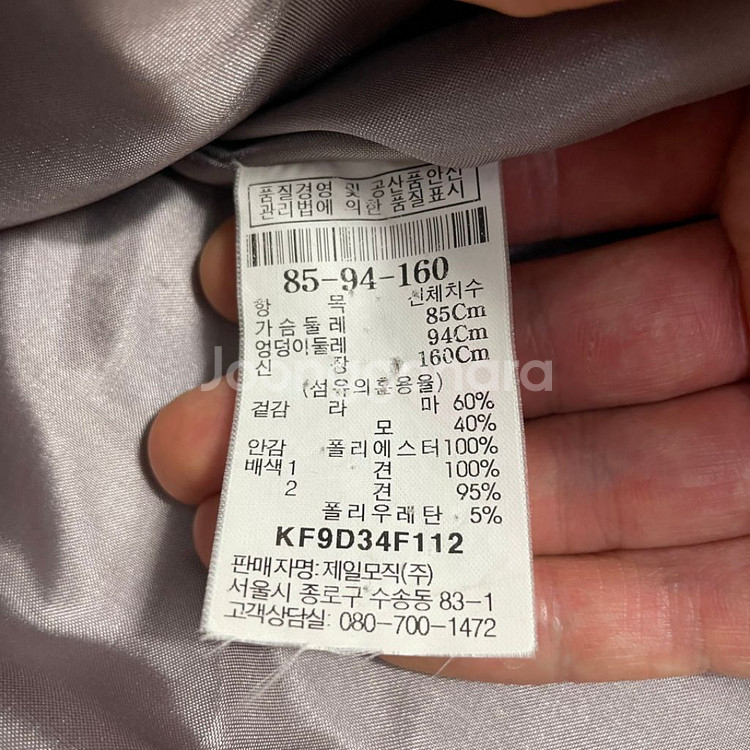 품질경영 및 공산품안전
관리법에 의한 품질표시
85-94-160
항 목 신체치수
가슴둘레 85Cm
엉덩이둘레 94Cm
신 장 160Cm
(섬유의혼용율)
겉감 라 마 60%
모 40%
안감 폴리에스터 100%
배색1 견 100%
2 견 95%
폴리우레탄 5%
KF9D34F112
판매자명: 제일모직(주)
서울시 종로구 수송동 83-1
고객상담실: 080-700-1472